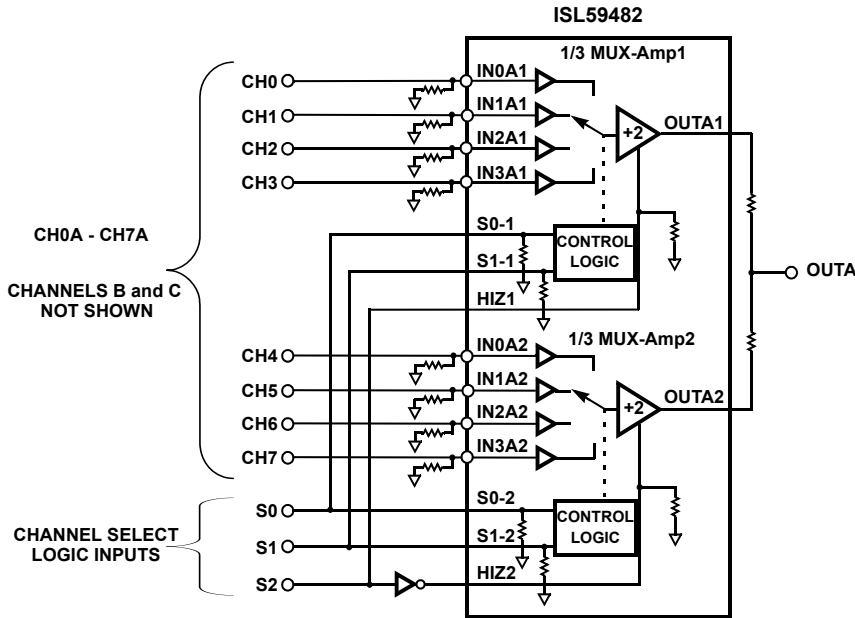 ISL59482
1/3 MUX-Amp1
CH0
IN0A1
CH1
IN1A1
+2
OUTA1
CH2
IN2A1
CH3
IN3A1
CH0A - CH7A
CHANNELS B and C
NOT SHOWN
S0-1
CONTROL
LOGIC
S1-1
HIZ1
OUTA
1/3 MUX-Amp2
CH4
IN0A2
CH5
IN1A2
+2
OUTA2
CH6
IN2A2
CH7
IN3A2
CHANNEL SELECT
LOGIC INPUTS
S0
S0-2
CONTROL
LOGIC
S1
S1-2
S2
HIZ2